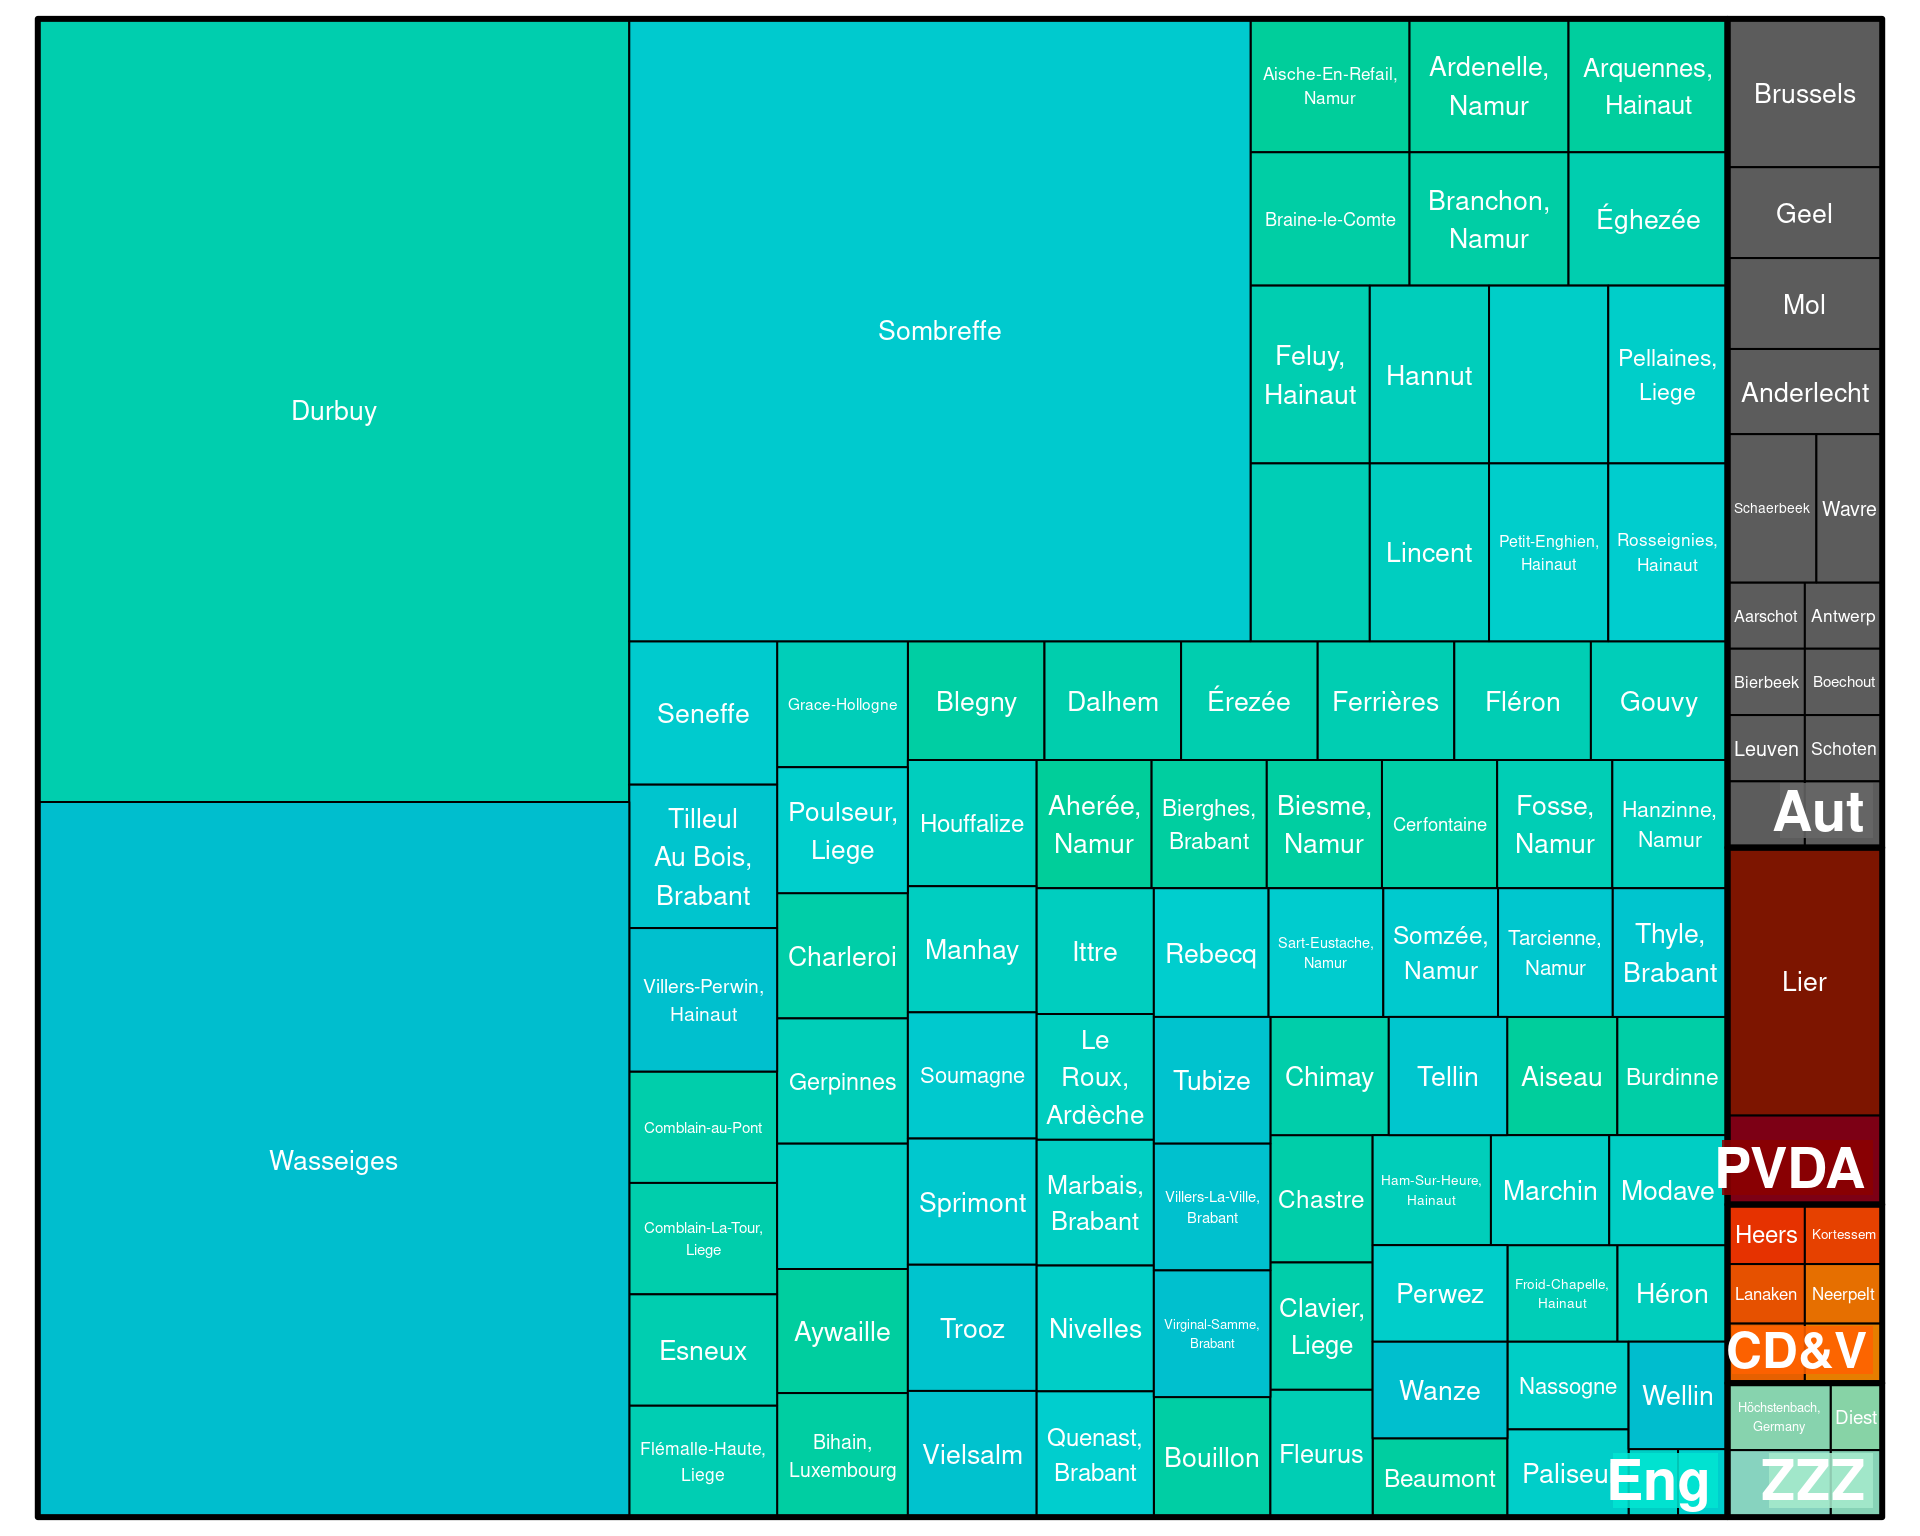 Durbuy
Wasseiges
Sombreffe
Aische-En-Refail,
Namur
Ardenelle,
Namur
Arquennes,
Hainaut
Braine-le-Comte
Branchon,
Namur
Éghezée
Feluy,
Hainaut
Hannut
Pellaines,
Liege
Lincent
Petit-Enghien,
Hainaut
Rosseignies,
Hainaut
Seneffe
Tilleul
Au Bois,
Brabant
Villers-Perwin,
Hainaut
Comblain-au-Pont
Comblain-La-Tour,
Liege
Esneux
Flémalle-Haute,
Liege
Grace-Hollogne
Poulseur,
Liege
Charleroi
Gerpinnes
Aywaille
Bihain,
Luxembourg
Blegny
Dalhem
Érezée
Ferrières
Fléron
Gouvy
Houffalize
Manhay
Soumagne
Sprimont
Trooz
Vielsalm
Aherée,
Namur
Bierghes,
Brabant
Biesme,
Namur
Cerfontaine
Fosse,
Namur
Hanzinne,
Namur
Ittre
Le
Roux,
Ardèche
Marbais,
Brabant
Nivelles
Quenast,
Brabant
Rebecq
Sart-Eustache,
Namur
Somzée,
Namur
Tarcienne,
Namur
Thyle,
Brabant
Tubize
Villers-La-Ville,
Brabant
Virginal-Samme,
Brabant
Bouillon
Chimay
Tellin
Aiseau
Burdinne
Chastre
Clavier,
Liege
Fleurus
Ham-Sur-Heure,
Hainaut
Marchin
Modave
Perwez
Froid-Chapelle,
Hainaut
Héron
Wanze
Beaumont
Nassogne
Wellin
Paliseu
Eng
Brussels
Geel
Mol
Anderlecht
Schaerbeek
Wavre
Aarschot
Antwerp
Bierbeek
Boechout
Leuven
Schoten
Aut
Lier
PVDA
Heers
Kortessem
Lanaken
Neerpelt
CD&V
Höchstenbach,
Germany
Diest
ZZZ